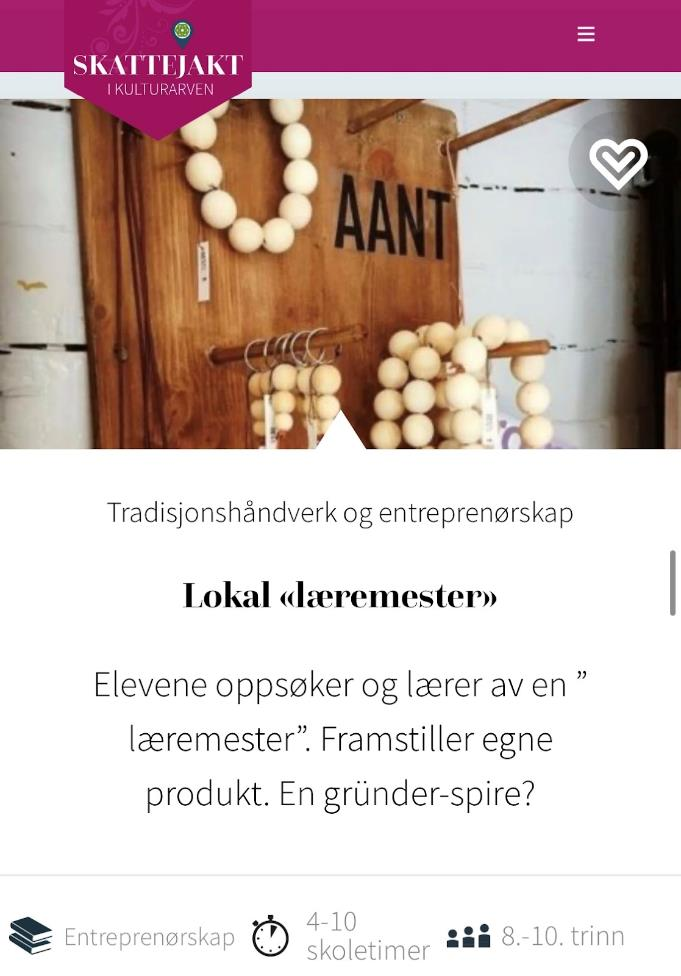 SKATTEJAKT
I KULTURARVEN
AANT
Tradisjonshåndverk og entreprenørskap
Lokal «læremester»
Elevene oppsøker og lærer av en ”
læremester”. Framstiller egne
produkt. En gründer-spire?
Entreprenørskap
4-10
skoletimer
8.-10. trinn